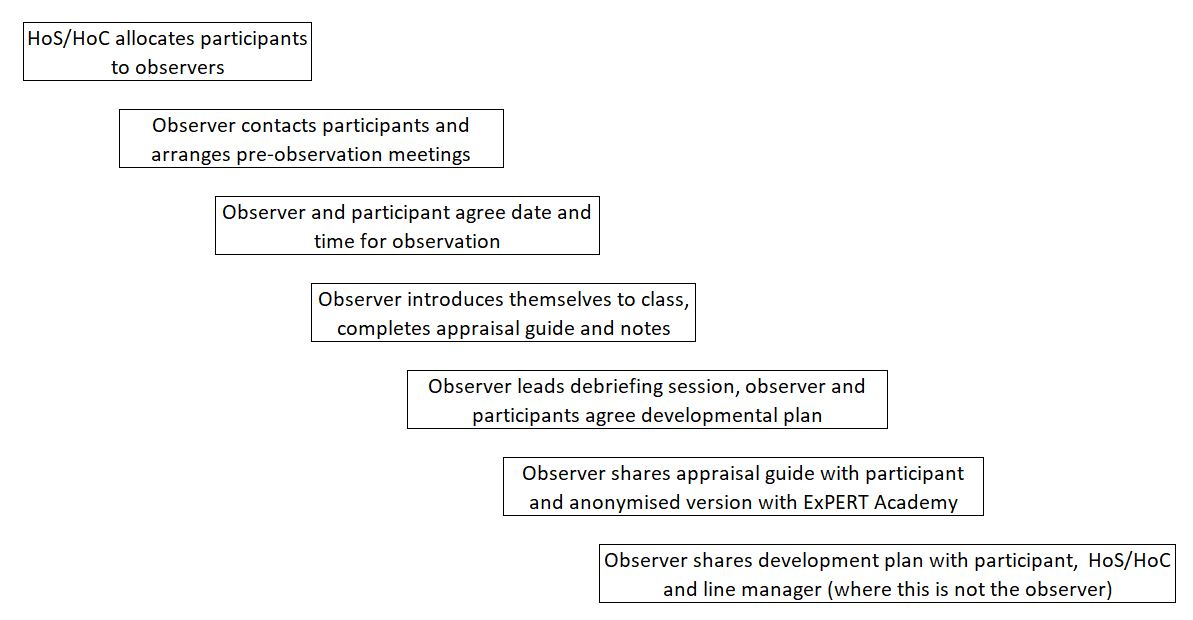 HoS/HoC allocates participants
to observers
Observer contacts participants and
arranges pre-observation meetings
Observer and participant agree date and
time for observation
Observer introduces themselves to class,
completes appraisal guide and notes
Observer leads debriefing session, observer and
participants agree developmental plan
Observer shares appraisal guide with participant
and anonymised version with ExPERT Academy
Observer shares development plan with participant,  HoS/HoC
and line manager (where this is not the observer)